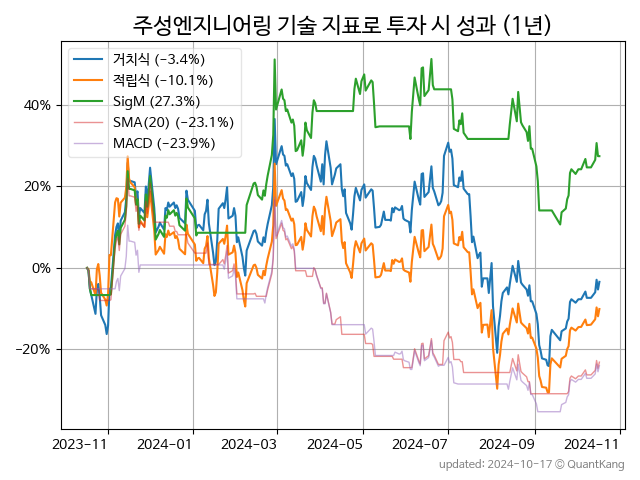 주성엔지니어링 기술 지표로 투자 시 성과 (1년)
거치식 (−3.4%)
적립식 (−10.1%)
SigM (27.3%)
SMA(20) (−23.1%)
MACD (−23.9%)
40%
20%
0%
−20%
2023-11 2024-01 2024-03 2024-05 2024-07 2024-09 2024-11
updated: 2024-10-17 © QuantKang